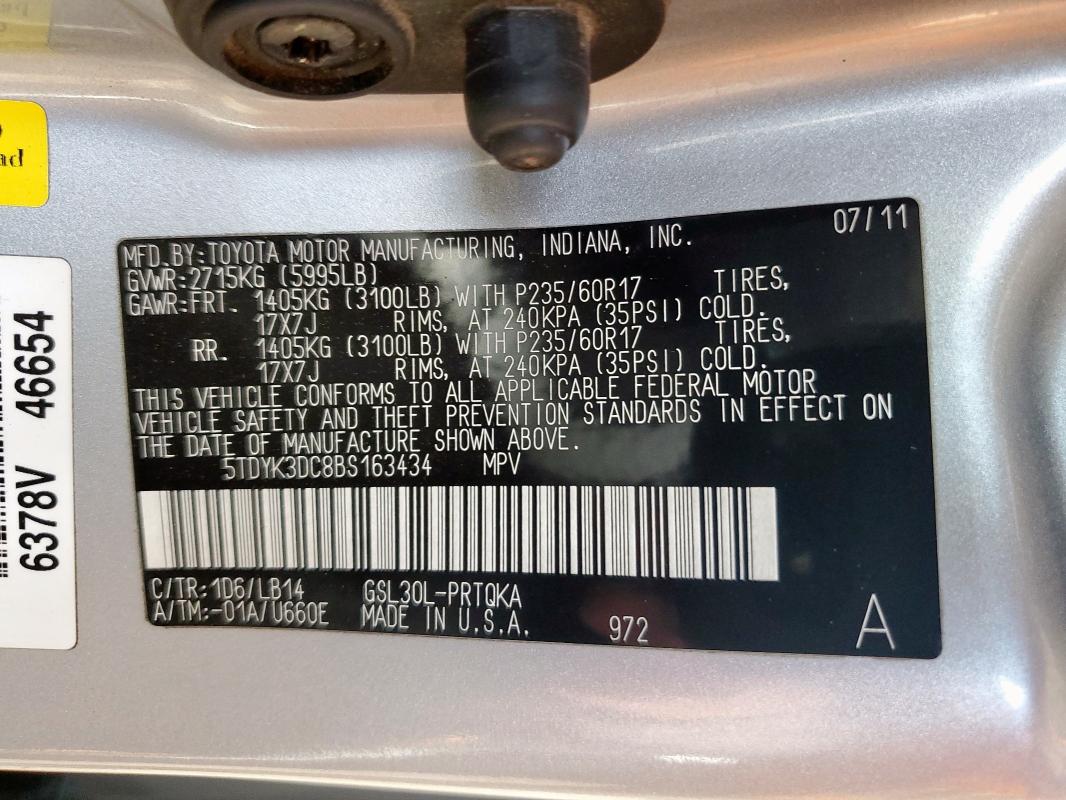 MFD.BY:TOYOTA MOTOR MANUFACTURING, INDIANA, INC. 07/11
GVWR:2715KG (5995LB)
GAWR:FRT. 1405KG (3100LB) WITH P235/60R17 TIRES,
17X7J RIMS, AT 240KPA (35PSI) COLD.
RR. 1405KG (3100LB) WITH P235/60R17 TIRES,
17X7J RIMS, AT 240KPA (35PSI) COLD.
THIS VEHICLE CONFORMS TO ALL APPLICABLE FEDERAL MOTOR
VEHICLE SAFETY AND THEFT PREVENTION STANDARDS IN EFFECT ON
THE DATE OF MANUFACTURE SHOWN ABOVE.
5TDYK3DC8BS163434 MPV
C/TR:1D6/LB14 GSL30L-PRTQKA
A/TM:-01A/U660E MADE IN U.S.A. 972 A
6378V 46654